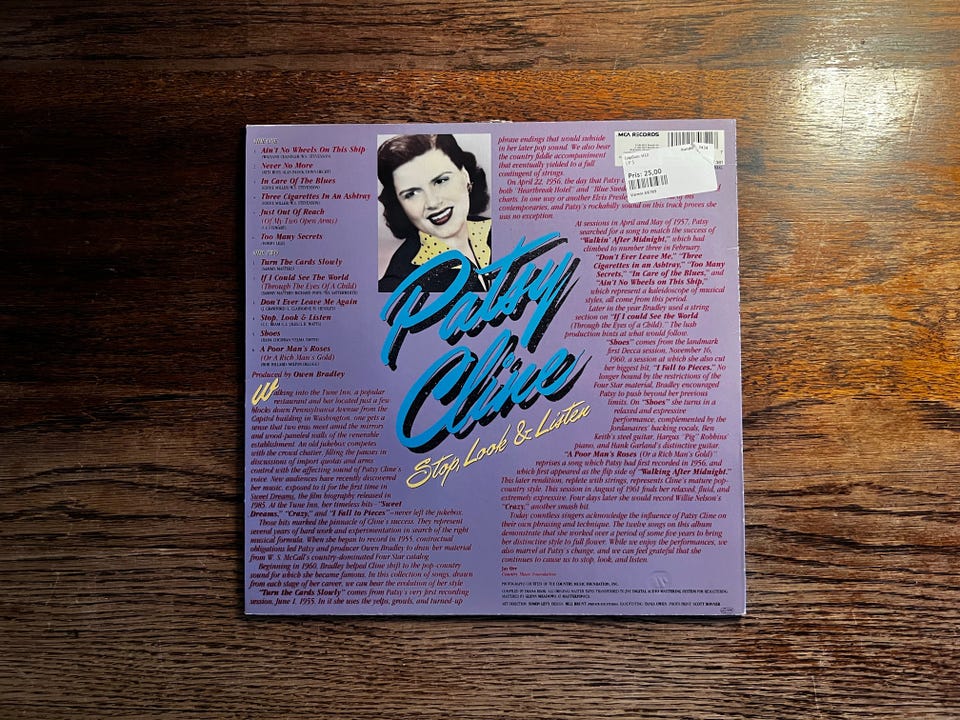 Ain't No Wheels On This Ship
Never No More
In Care Of The Blues
Three Cigarettes In An Ashtray
Just Out Of Reach
(Of My Two Open Arms)
Too Many Secrets
Turn The Cards Slowly
If I Could See The World
(Through The Eyes Of A Child)
Don't Ever Leave Me Again
Stop, Look & Listen
Shoes
A Poor Man's Roses
(Or A Rich Man's Gold)
Produced by Owen Bradley
Walking into the Tune Inn, a popular
restaurant and bar located just a few
blocks down Pennsylvania Avenue from the
Capitol building in Washington, one gets a
sense that two eras meet amidst the mirrors
and wood-paneled walls of the venerable
establishment. An old jukebox competes
with the crowd chatter, filling the pauses in
discussions of import quotas and arms
control with the affecting sound of Patsy Cline's
voice. New audiences have recently discovered
her music, exposed to it for the first time in
Sweet Dreams, the film biography released in
1985. At the Tune Inn, her timeless hits—"Sweet
Dreams," "Crazy," and "I Fall to Pieces"—never left the jukebox.
Those hits marked the pinnacle of Cline's success. They represent
several years of hard work and experimentation in search of the right
musical formula. When she began to record in 1955, contractual
obligations led Patsy and producer Owen Bradley to draw her material
from W. S. McCall's country-dominated Four Star catalog.
Beginning in 1960, Bradley helped Cline shift to the pop-country
sound for which she became famous. In this collection of songs, drawn
from each stage of her career, we can hear the evolution of her style
"Turn the Cards Slowly" comes from Patsy's very first recording
session, June 1, 1955. In it she uses the yelps, growls, and turned-up
phrase endings that would subside
in her later pop sound. We also hear
the country fiddle accompaniment
that eventually yielded to a full
contingent of strings.
On April 22, 1956, the day that Patsy
both "Heartbreak Hotel" and "Blue Suede
charts. In one way or another Elvis Presley of his
contemporaries, and Patsy's rockabilly sound on this track proves she
was no exception.
At sessions in April and May of 1957, Patsy
searched for a song to match the success of
"Walkin' After Midnight," which had
climbed to number three in February.
"Don't Ever Leave Me," "Three
Cigarettes in an Ashtray," "Too Many
Secrets," "In Care of the Blues," and
"Ain't No Wheels on This Ship,"
which represent a kaleidoscope of musical
styles, all come from this period.
Later in the year Bradley used a string
section on "If I could See the World
(Through the Eyes of a Child)." The lush
production hints at what would follow.
"Shoes" comes from the landmark
first Decca session, November 16,
1960, a session at which she also cut
her biggest hit, "I Fall to Pieces." No
longer bound by the restrictions of the
Four Star material, Bradley encouraged
Patsy to push beyond her previous
limits. On "Shoes" she turns in a
relaxed and expressive
performance, complemented by the
Jordanaires' backing vocals, Ben
Keith's steel guitar, Hargus "Pig" Robbins'
piano, and Hank Garland's distinctive guitar.
"A Poor Man's Roses (Or a Rich Man's Gold)"
reprises a song which Patsy had first recorded in 1956, and
which first appeared as the flip side of "Walking After Midnight."
This later rendition, replete with strings, represents Cline's mature pop-
country style. This session in August of 1961 finds her relaxed, fluid, and
extremely expressive. Four days later she would record Willie Nelson's
"Crazy," another smash hit.
Today countless singers acknowledge the influence of Patsy Cline on
their own phrasing and technique. The twelve songs on this album
demonstrate that she worked over a period of some five years to bring
her distinctive style to full flower. While we enjoy the performances, we
also marvel at Patsy's change, and we can feel grateful that she
continues to cause us to stop, look, and listen.
Jay Orr
Country Music Foundation
Patsy
Cline
Stop, Look & Listen
MCA RECORDS
Pris: 25,00
PHOTOGRAPHY COURTESY OF THE COUNTRY MUSIC FOUNDATION, INC.